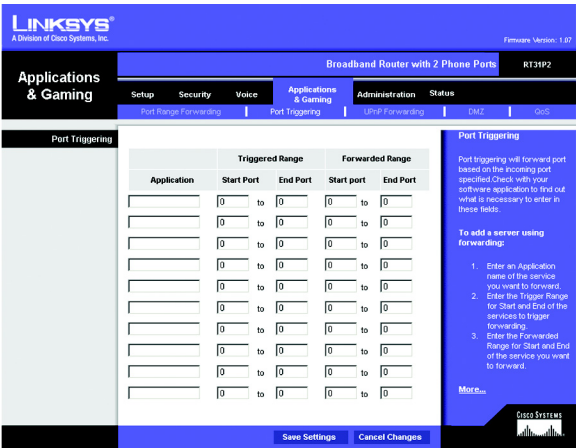 LINKSYS®
A Division of Cisco Systems, Inc.
Firmware Version: 1.07
Broadband Router with 2 Phone Ports
RT31P2
Applications
& Gaming
Setup Security Voice Applications & Gaming Administration Status
Port Range Forwarding Port Triggering UPnP Forwarding DMZ QoS
Port Triggering
Triggered Range Forwarded Range
Application Start Port End Port Start port End Port
0 to 0 0 to 0
0 to 0 0 to 0
0 to 0 0 to 0
0 to 0 0 to 0
0 to 0 0 to 0
0 to 0 0 to 0
0 to 0 0 to 0
0 to 0 0 to 0
0 to 0 0 to 0
0 to 0 0 to 0
Save Settings Cancel Changes
Port Triggering
Port triggering will forward port
based on the incoming port
specified.Check with your
software application to find out
what is necessary to enter in
these fields.
To add a server using
forwarding:
1. Enter an Application
name of the service
you want to forward.
2. Enter the Trigger Range
for Start and End of the
services to trigger
forwarding.
3. Enter the Forwarded
Range for Start and End
of the service you want
to forward.
More...
CISCO SYSTEMS